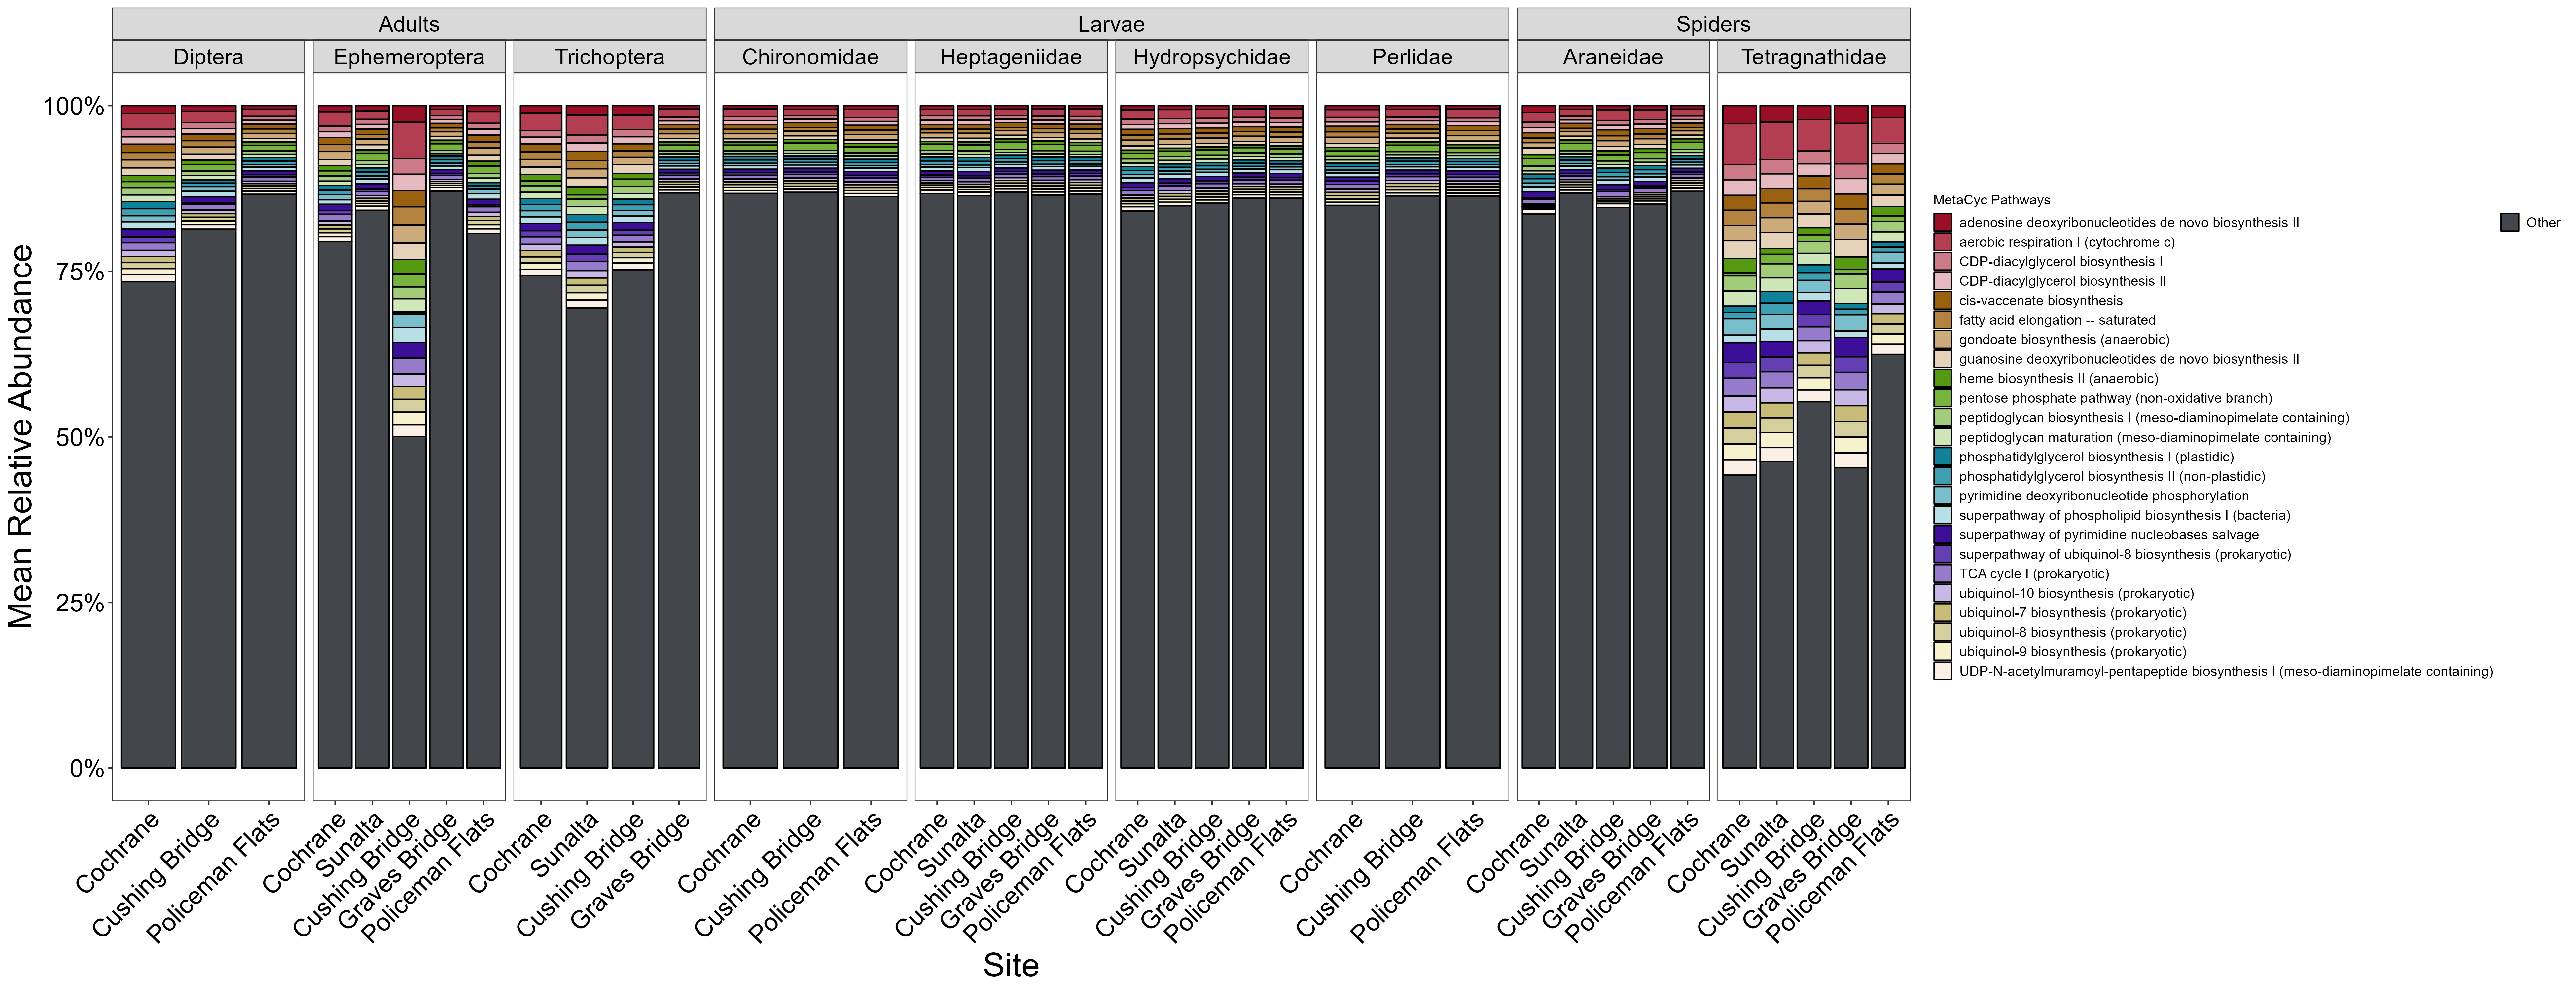 Adults
Larvae
Spiders
Diptera
Ephemeroptera
Trichoptera
Chironomidae
Heptageniidae
Hydropsychidae
Perlidae
Araneidae
Tetragnathidae
Mean Relative Abundance
100%
75%
50%
25%
0%
Cochrane
Cushing Bridge
Policeman Flats
Cochrane
Sunalta
Cushing Bridge
Graves Bridge
Policeman Flats
Cochrane
Sunalta
Cushing Bridge
Graves Bridge
Cochrane
Cushing Bridge
Policeman Flats
Cochrane
Sunalta
Cushing Bridge
Graves Bridge
Policeman Flats
Cochrane
Sunalta
Cushing Bridge
Graves Bridge
Policeman Flats
Cochrane
Cushing Bridge
Policeman Flats
Cochrane
Sunalta
Cushing Bridge
Graves Bridge
Policeman Flats
Cochrane
Sunalta
Cushing Bridge
Graves Bridge
Policeman Flats
Site
MetaCyc Pathways
adenosine deoxyribonucleotides de novo biosynthesis II
aerobic respiration I (cytochrome c)
CDP-diacylglycerol biosynthesis I
CDP-diacylglycerol biosynthesis II
cis-vaccenate biosynthesis
fatty acid elongation -- saturated
gondoate biosynthesis (anaerobic)
guanosine deoxyribonucleotides de novo biosynthesis II
heme biosynthesis II (anaerobic)
pentose phosphate pathway (non-oxidative branch)
peptidoglycan biosynthesis I (meso-diaminopimelate containing)
peptidoglycan maturation (meso-diaminopimelate containing)
phosphatidylglycerol biosynthesis I (plastidic)
phosphatidylglycerol biosynthesis II (non-plastidic)
pyrimidine deoxyribonucleotide phosphorylation
superpathway of phospholipid biosynthesis I (bacteria)
superpathway of pyrimidine nucleobases salvage
superpathway of ubiquinol-8 biosynthesis (prokaryotic)
TCA cycle I (prokaryotic)
ubiquinol-10 biosynthesis (prokaryotic)
ubiquinol-7 biosynthesis (prokaryotic)
ubiquinol-8 biosynthesis (prokaryotic)
ubiquinol-9 biosynthesis (prokaryotic)
UDP-N-acetylmuramoyl-pentapeptide biosynthesis I (meso-diaminopimelate containing)
Other